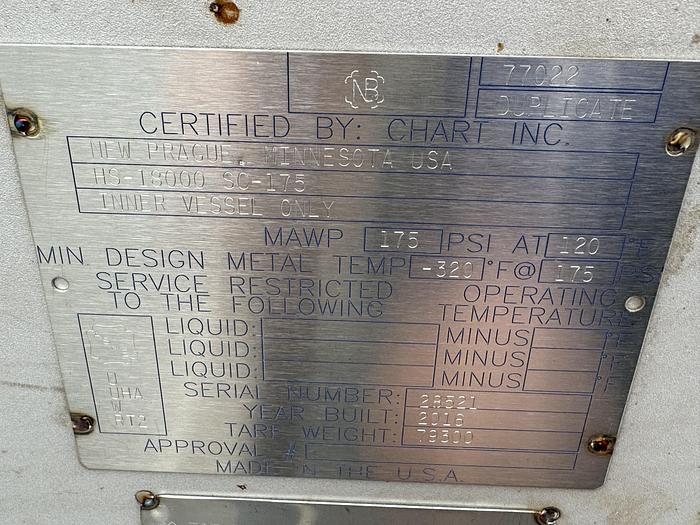 NB
77022
DUPLICATE
CERTIFIED BY: CHART INC.
NEW PRAGUE, MINNESOTA USA
HS-18000 SC-175
INNER VESSEL ONLY
MAWP 175 PSI AT 120 °F
MIN. DESIGN METAL TEMP -320 °F@ 175 PSI
SERVICE RESTRICTED
TO THE FOLLOWING
OPERATING
TEMPERATURE
LIQUID: MINUS °F
LIQUID: MINUS °F
LIQUID: MINUS °F
U
UHA
W
RT2
SERIAL NUMBER: 28521
YEAR BUILT: 2016
TARE WEIGHT: 79300
APPROVAL #
MADE IN THE U.S.A.